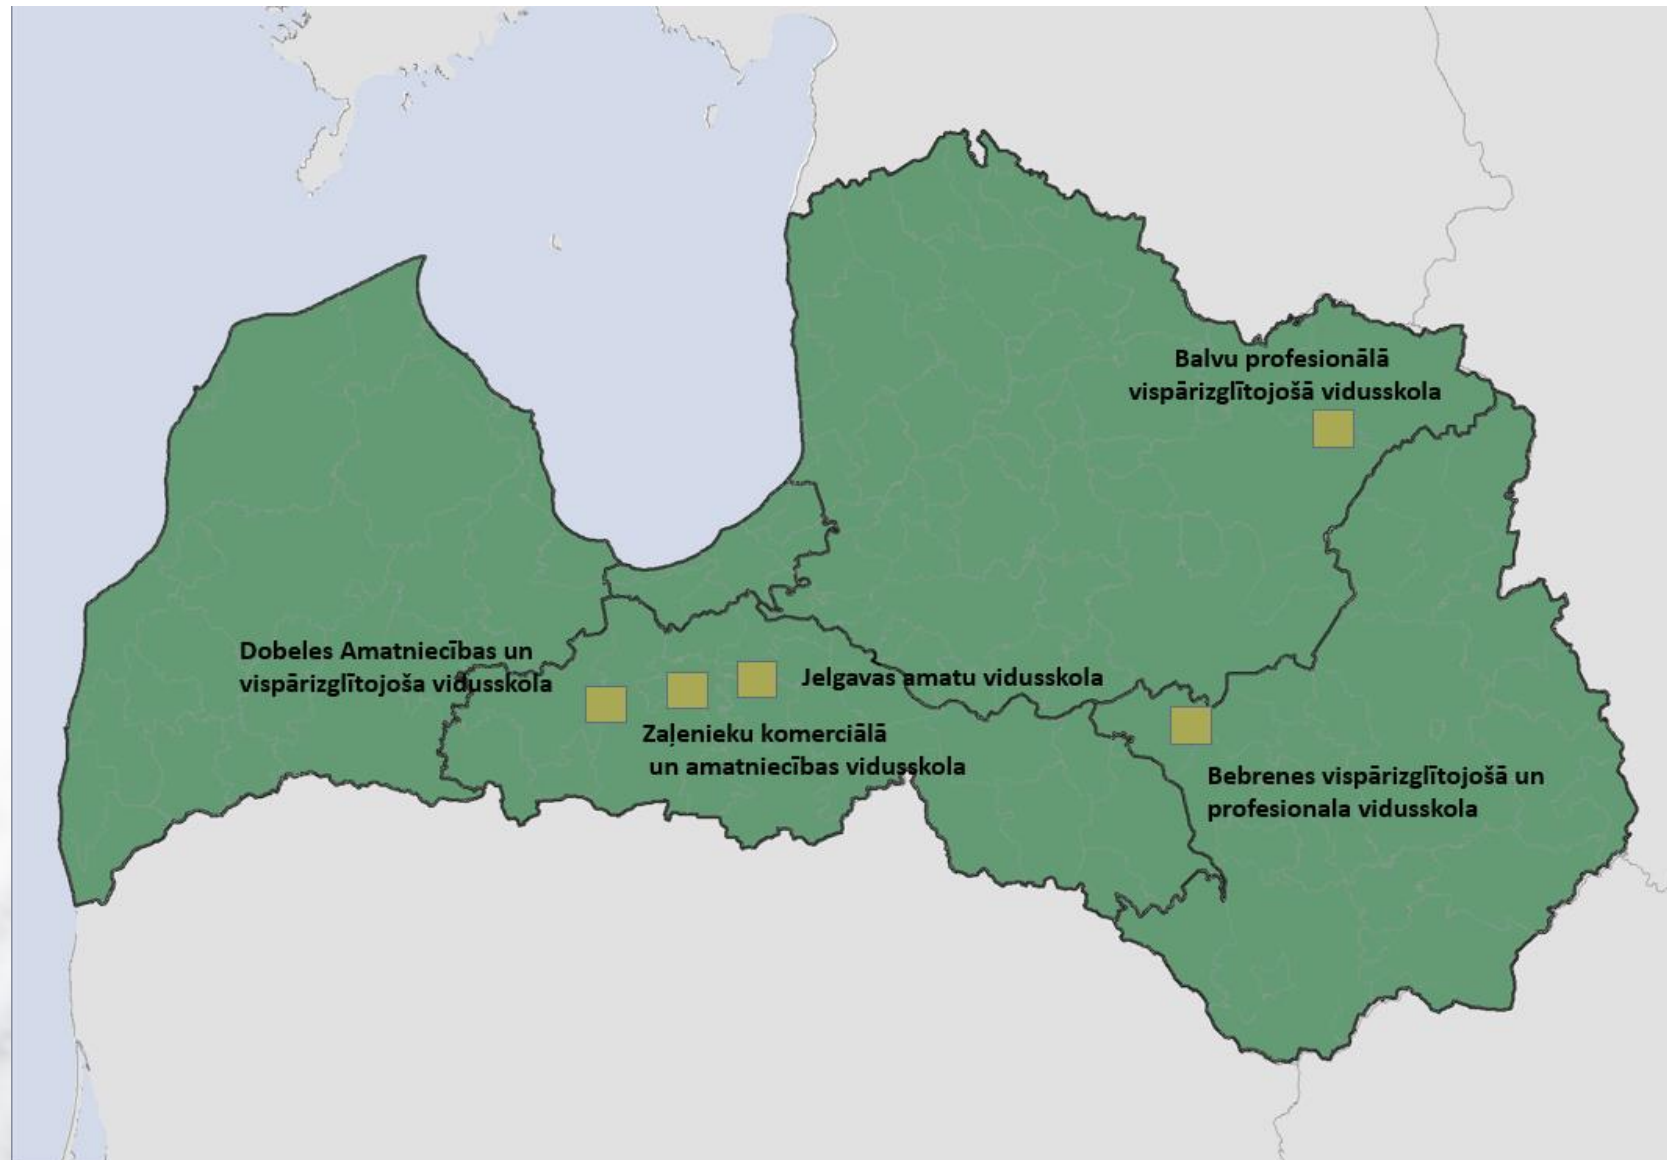 Balvu profesionālā
vispārizglītojošā vidusskola
Dobeles Amatniecības un
vispārizglītojoša vidusskola
Jelgavas amatu vidusskola
Zaļenieku komerciālā
un amatniecības vidusskola
Bebrenes vispārizglītojošā un
profesionala vidusskola